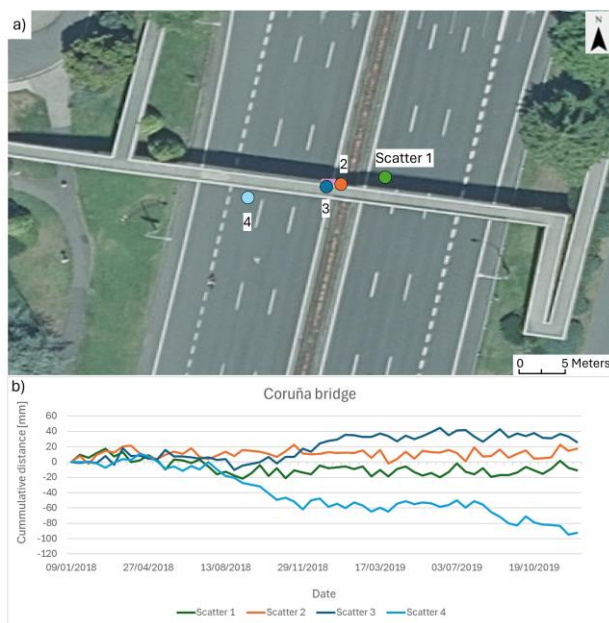 a)
N
2
Scatter 1
3
4
0 5 Meters
b)
Coruña bridge
Cummulative distance [mm]
60
40
20
0
-20
-40
-60
-80
-100
-120
09/01/2018 27/04/2018 13/08/2018 29/11/2018 17/03/2019 03/07/2019 19/10/2019
Date
Scatter 1 Scatter 2 Scatter 3 Scatter 4